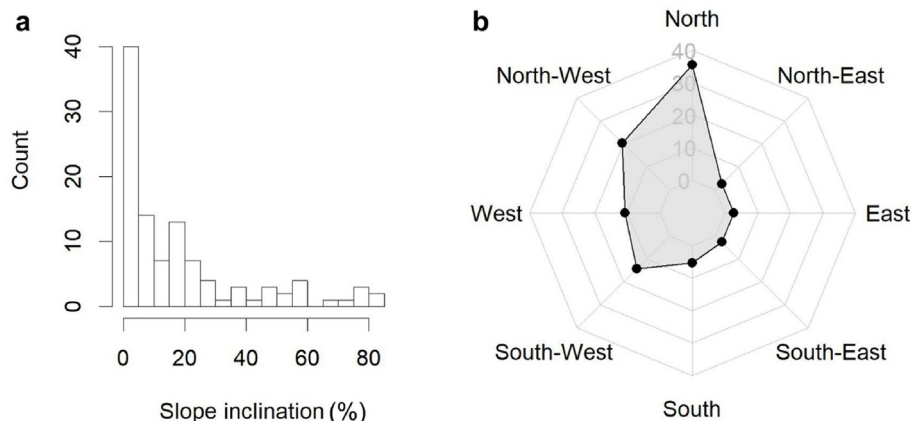 a
Count
40
30
20
10
0
0 20 40 60 80
Slope inclination (%)
b
North
North-West
North-East
West
East
South-West
South-East
South
40
30
20
10
0